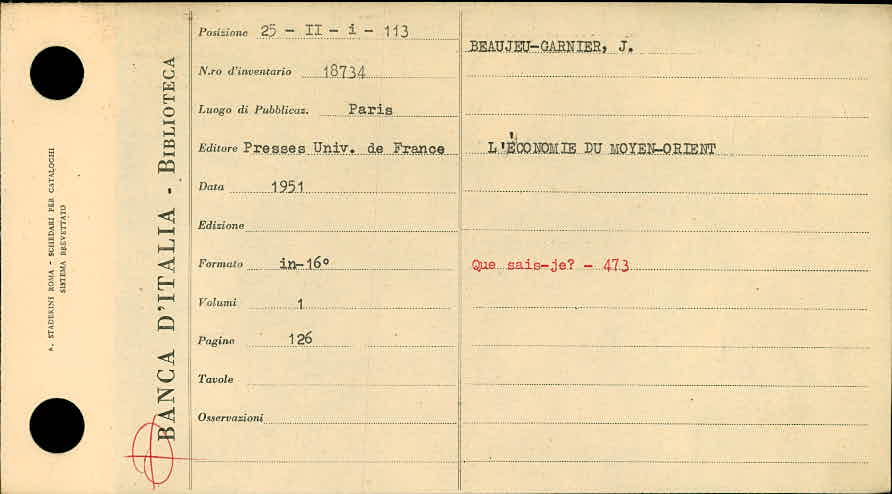 A. STADERINI ROMA - SCHEDARI PER CATALOGHI
SISTEMA BREVETTATO
BANCA D'ITALIA - BIBLIOTECA
Posizione 25 - II - i - 113
N.ro d'inventario 18734
Luogo di Pubblicaz. Paris
Editore Presses Univ. de France
Data 1951
Edizione
Formato in-16°
Volumi 1
Pagine 126
Tavole
Osservazioni
BEAUJEU-GARNIER, J.
L'ÉCONOMIE DU MOYEN-ORIENT
Que sais-je? - 473